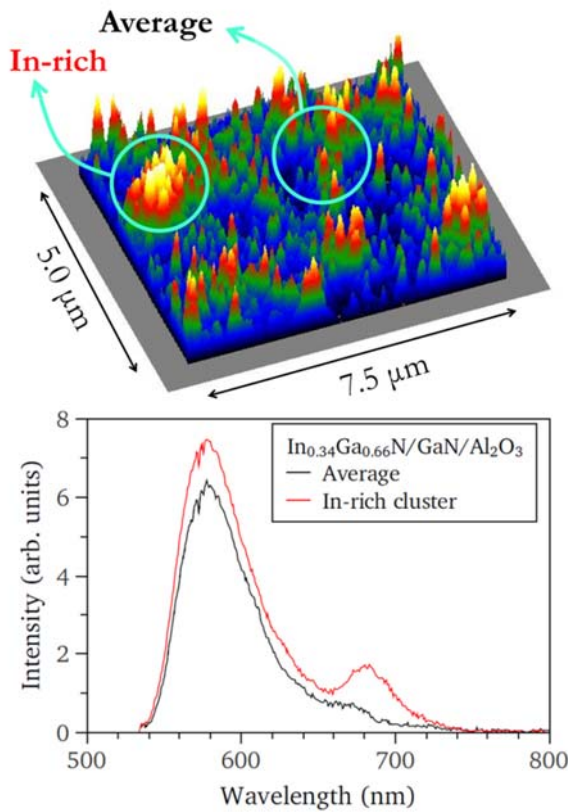 Average
In-rich
5.0 µm
7.5 µm
8
6
4
2
0
Intensity (arb. units)
In₀.₃₄Ga₀.₆₆N/GaN/Al₂O₃
Average
In-rich cluster
500
600
700
800
Wavelength (nm)